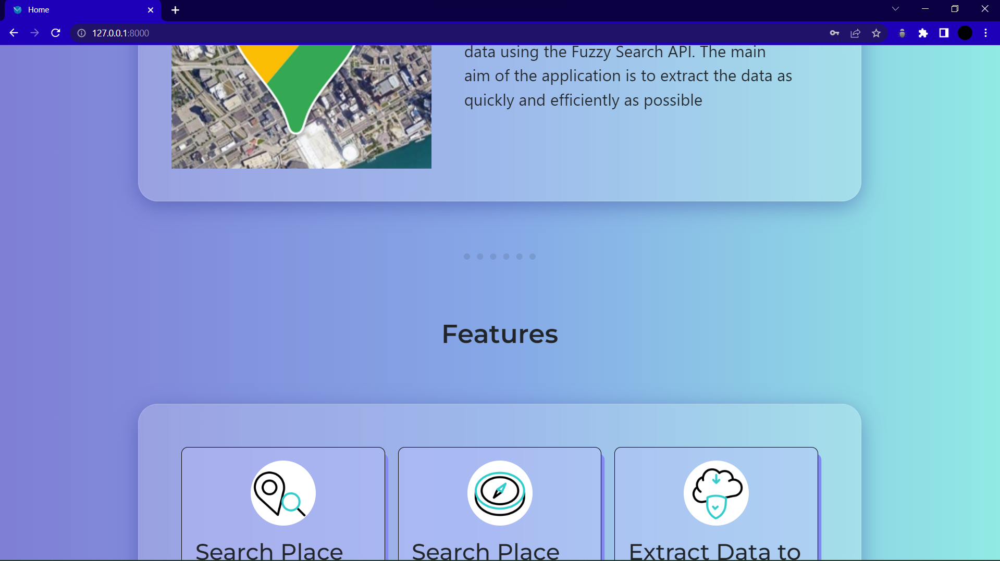 Home
127.0.0.1:8000
data using the Fuzzy Search API. The main
aim of the application is to extract the data as
quickly and efficiently as possible
Features
Search Place
Search Place
Extract Data to